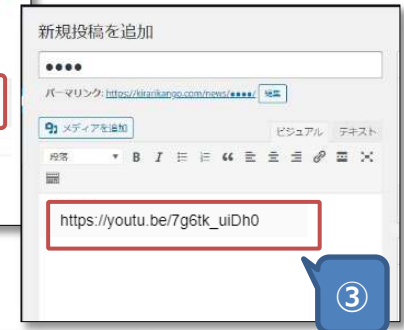 新規投稿を追加
●●●●
パーマリンク: https://kirarikango.com/news/●●●●/ 編集
メディアを追加
ビジュアル テキスト
段落 B I “
https://youtu.be/7g6tk_uiDh0
③